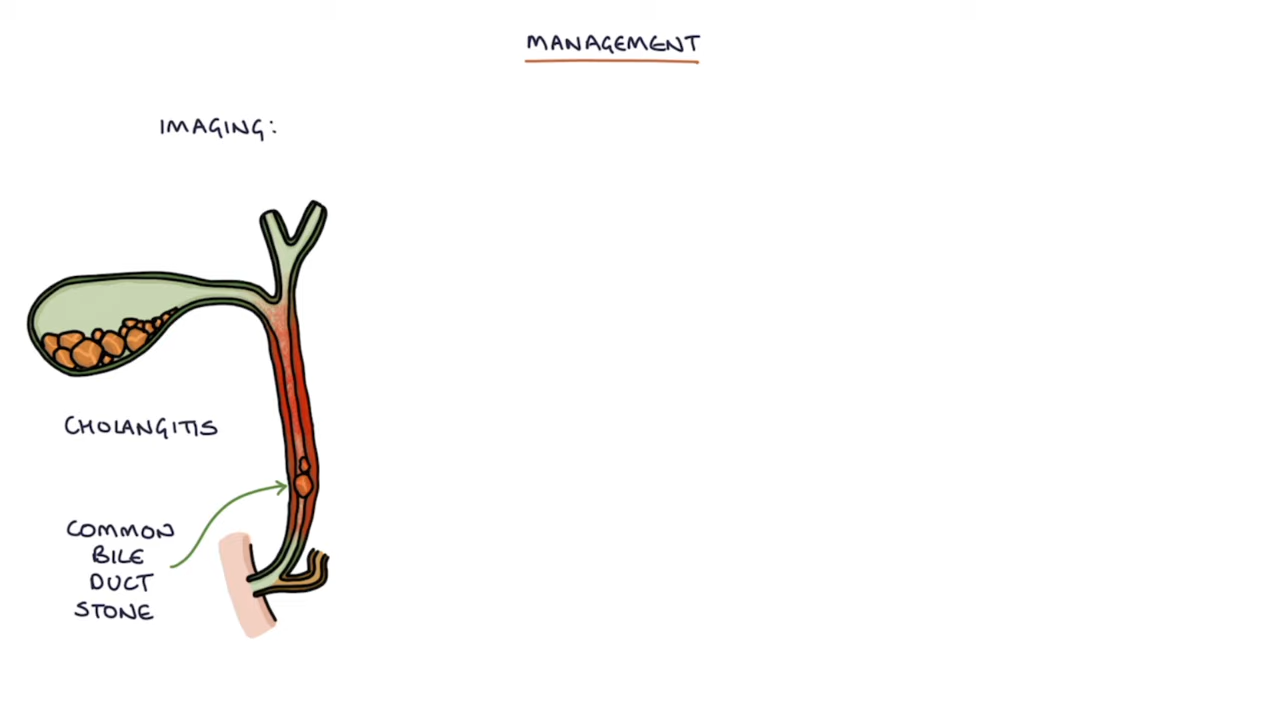 MANAGEMENT
IMAGING:
CHOLANGITIS
COMMON
BILE
DUCT
STONE